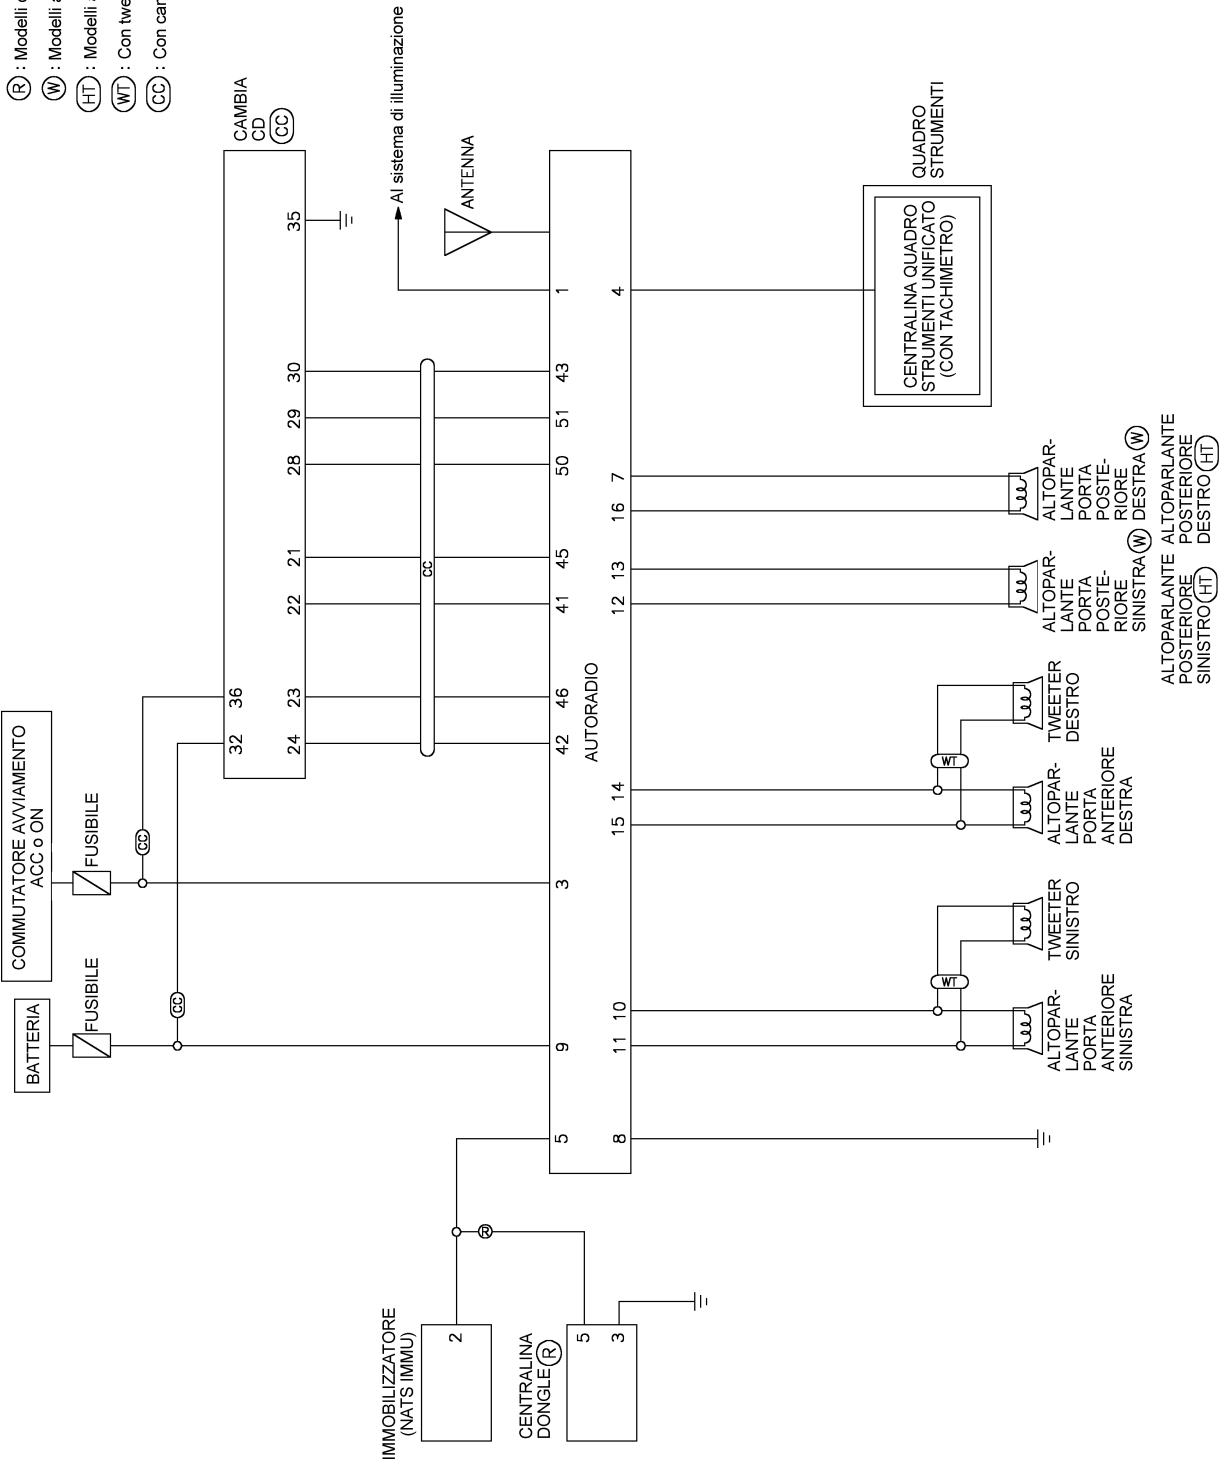 R : Modelli
W : Modelli
HT : Modelli
WT : Con
CC : Con
COMMUTATORE AVVIAMENTO
ACC o ON
BATTERIA
FUSIBILE
FUSIBILE
CC
CC
CAMBIA
CD CC
36
32
35
30
29
28
21
22
23
24
CC
Al sistema di illuminazione
ANTENNA
IMMOBILIZZATORE
(NATS IMMU)
2
R
CENTRALINA
DONGLE R
5
3
5
9
3
42
46
41
45
50
51
43
1
AUTORADIO
8
11
10
15
14
12
13
16
7
4
QUADRO
STRUMENTI
CENTRALINA QUADRO
STRUMENTI UNIFICATO
(CON TACHIMETRO)
WT
WT
ALTOPAR-
LANTE
PORTA
ANTERIORE
SINISTRA
TWEETER
SINISTRO
ALTOPAR-
LANTE
PORTA
ANTERIORE
DESTRA
TWEETER
DESTRO
ALTOPAR-
LANTE
PORTA
POSTE-
RIORE
SINISTRA W
ALTOPARLANTE
POSTERIORE
SINISTRO HT
ALTOPAR-
LANTE
PORTA
POSTE-
RIORE
DESTRA W
ALTOPARLANTE
POSTERIORE
DESTRO HT